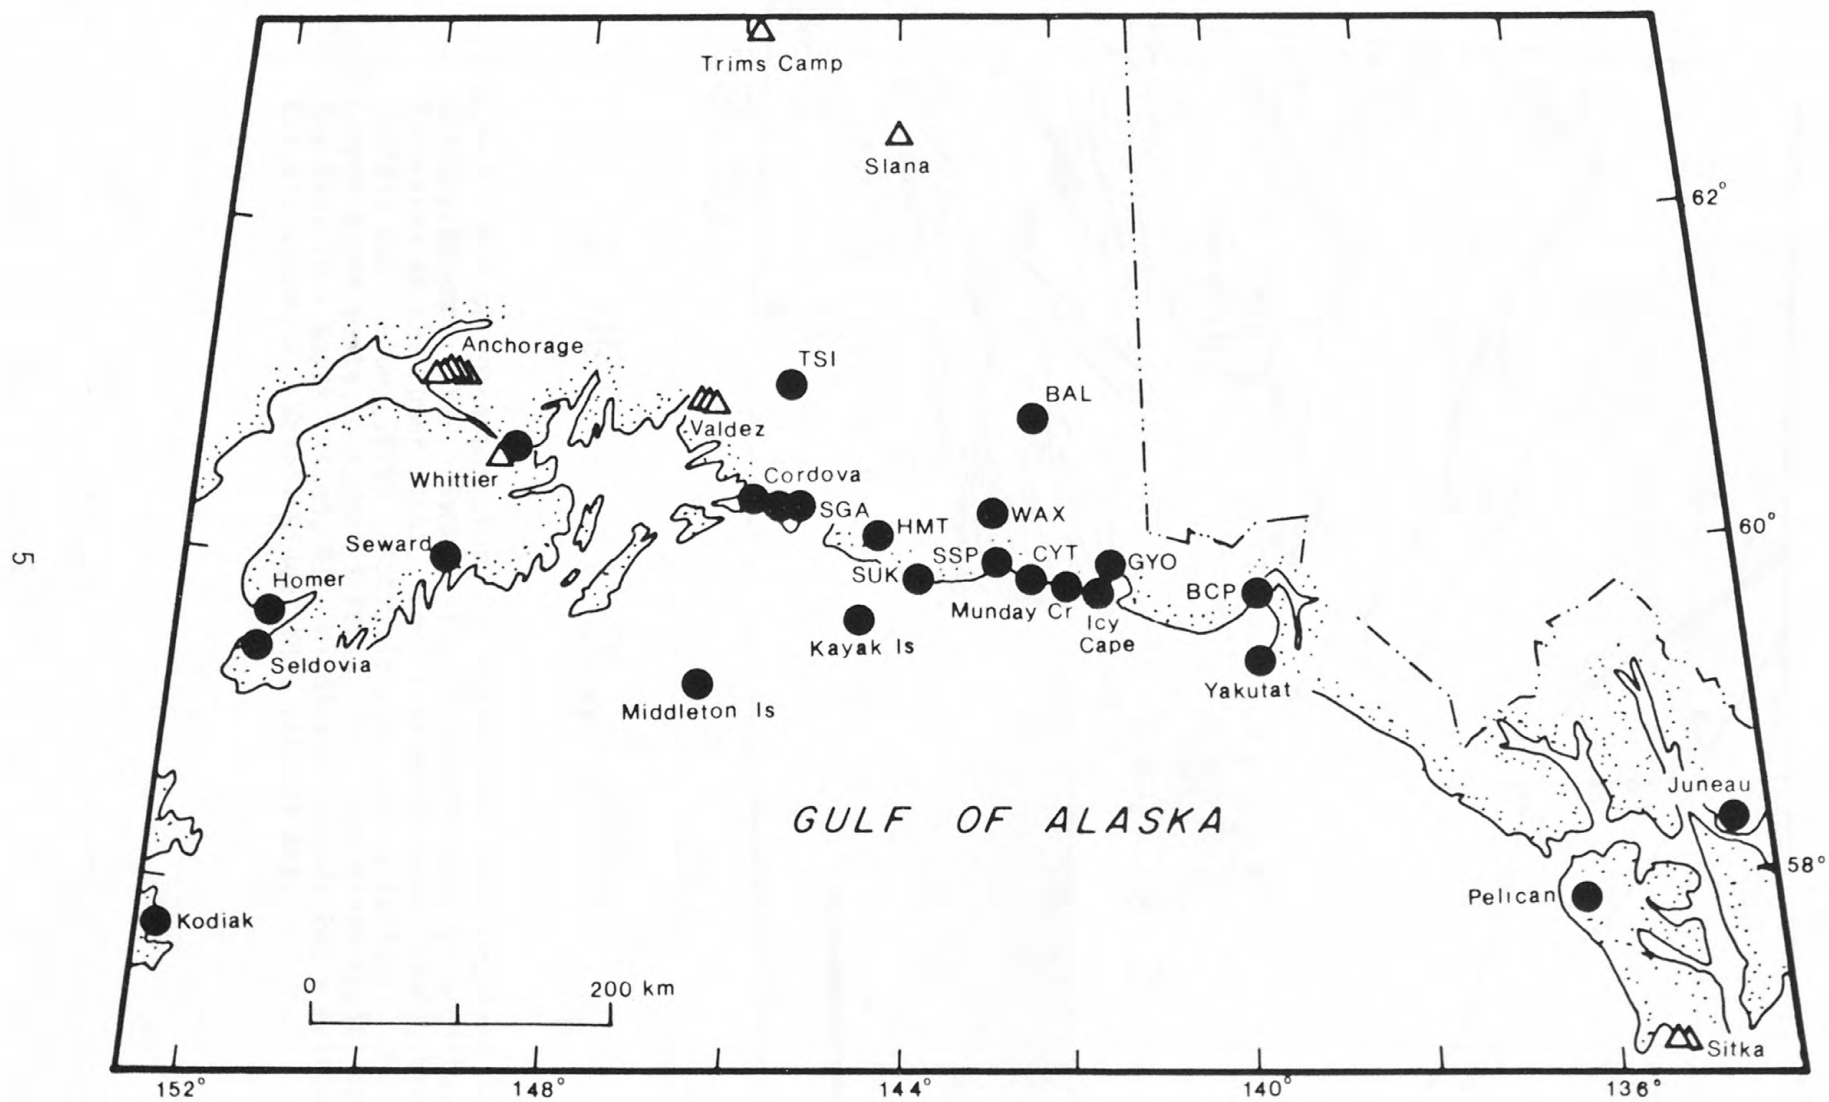 Trims Camp
Slana
62°
Anchorage
TSI
BAL
Valdez
Whittier
Cordova
SGA
HMT
WAX
60°
5
Seward
SSP
CYT
GYO
SUK
BCP
Homer
Munday Cr
Icy
Cape
Kayak Is
Seldovia
Yakutat
Middleton Is
Juneau
GULF OF ALASKA
58°
Pelican
Kodiak
0
200 km
Sitka
152°
148°
144°
140°
136°